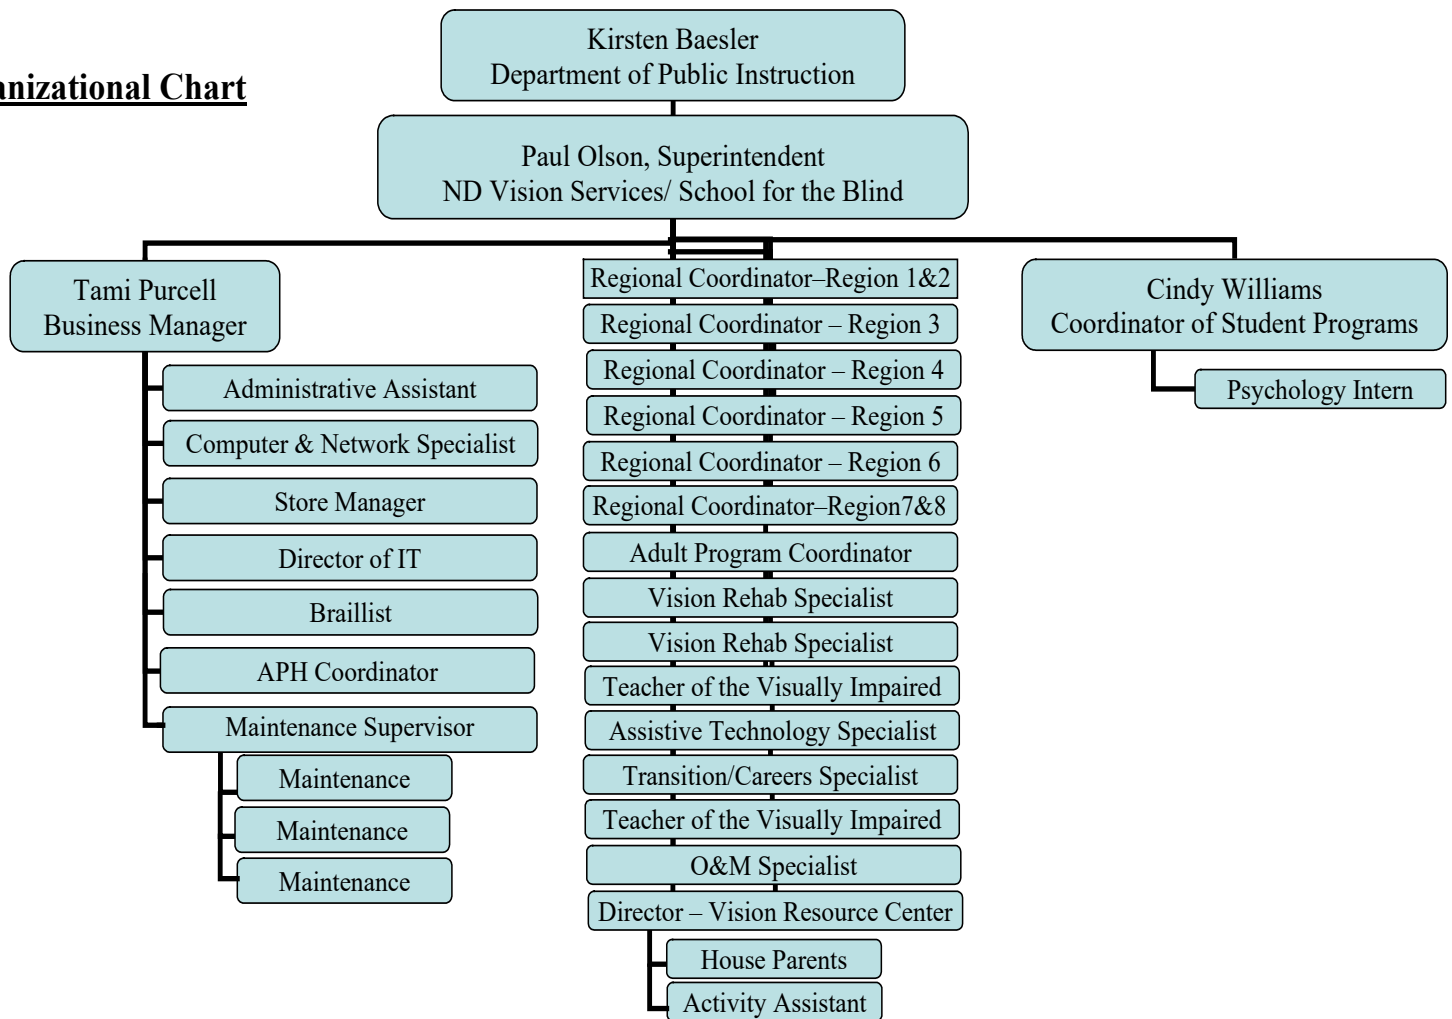 anizational Chart
Kirsten Baesler
Department of Public Instruction
Paul Olson, Superintendent
ND Vision Services/ School for the Blind
Tami Purcell
Business Manager
Administrative Assistant
Computer & Network Specialist
Store Manager
Director of IT
Braillist
APH Coordinator
Maintenance Supervisor
Maintenance
Maintenance
Maintenance
Regional Coordinator–Region 1&2
Regional Coordinator – Region 3
Regional Coordinator – Region 4
Regional Coordinator – Region 5
Regional Coordinator – Region 6
Regional Coordinator–Region7&8
Adult Program Coordinator
Vision Rehab Specialist
Vision Rehab Specialist
Teacher of the Visually Impaired
Assistive Technology Specialist
Transition/Careers Specialist
Teacher of the Visually Impaired
O&M Specialist
Director – Vision Resource Center
House Parents
Activity Assistant
Cindy Williams
Coordinator of Student Programs
Psychology Intern